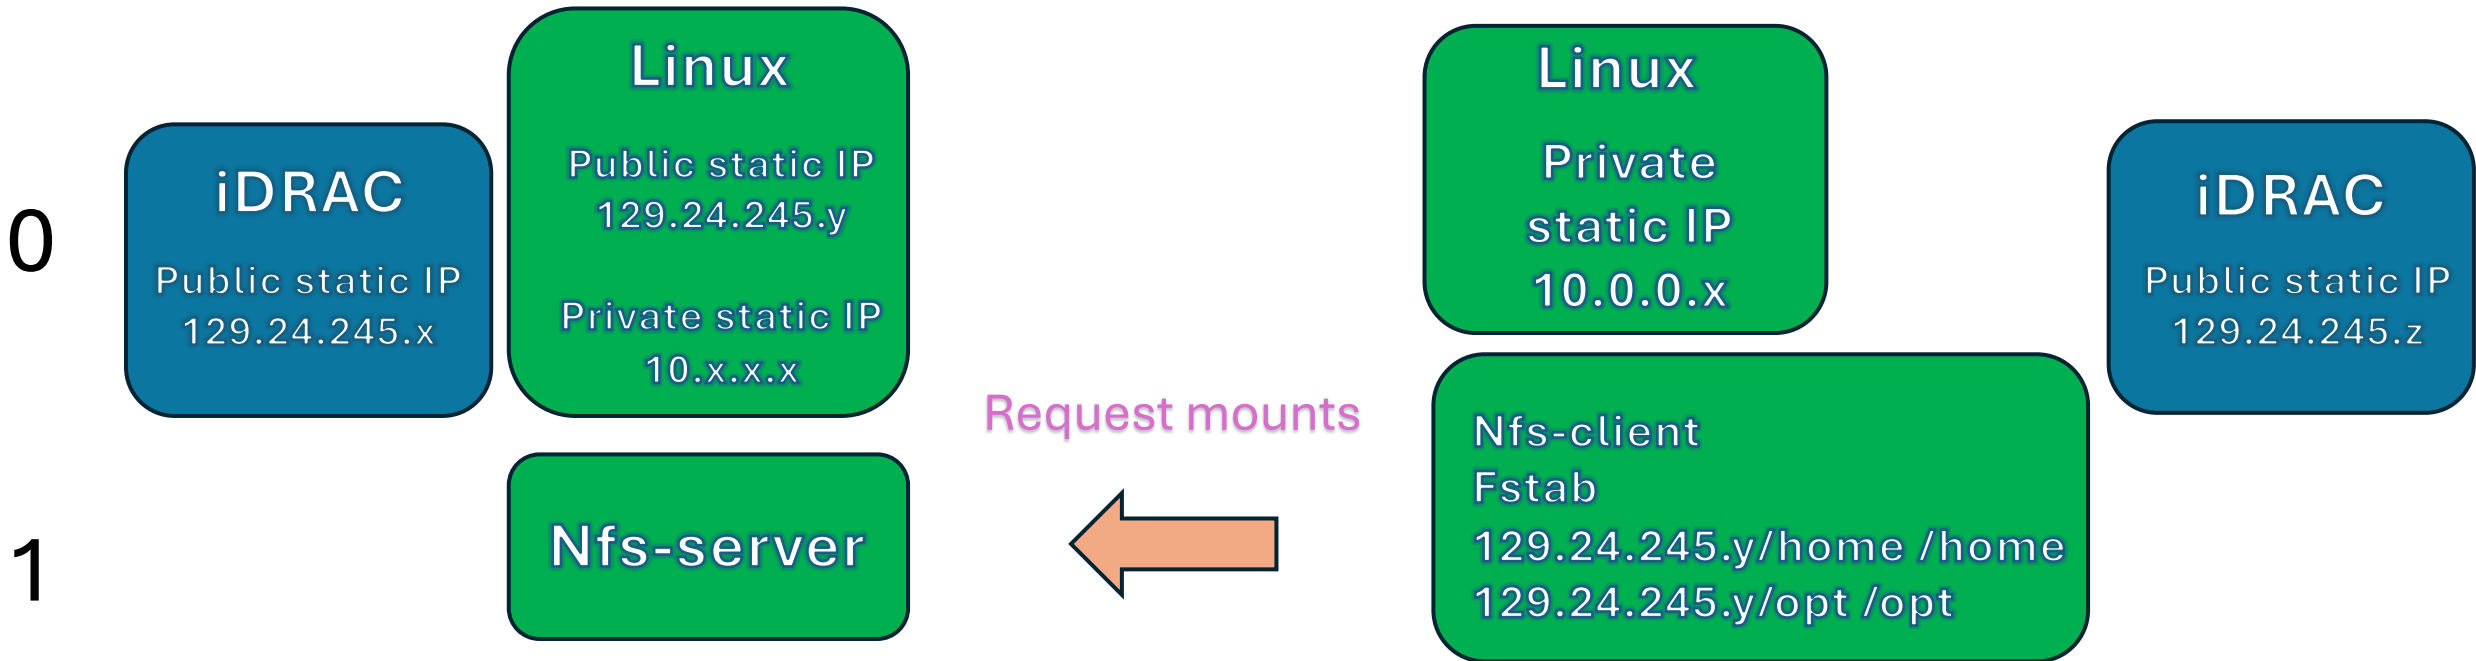 0
iDRAC
Public static IP
129.24.245.x
Linux
Public static IP
129.24.245.y
Private static IP
10.x.x.x
Linux
Private
static IP
10.0.0.x
iDRAC
Public static IP
129.24.245.z
1
Nfs-server
Request mounts
Nfs-client
Fstab
129.24.245.y/home /home
129.24.245.y/opt /opt